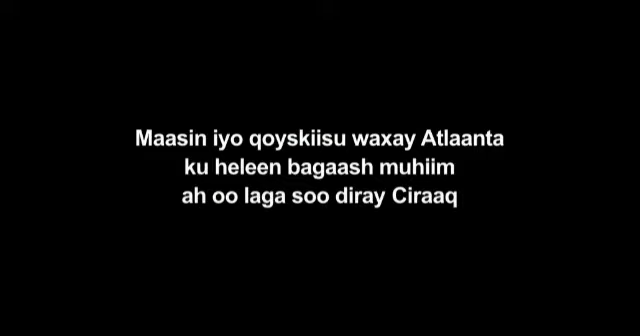 Maasin iyo qoyskiisu waxay Atlaanta
ku heleen bagaash muhiim
ah oo laga soo diray Ciraaq